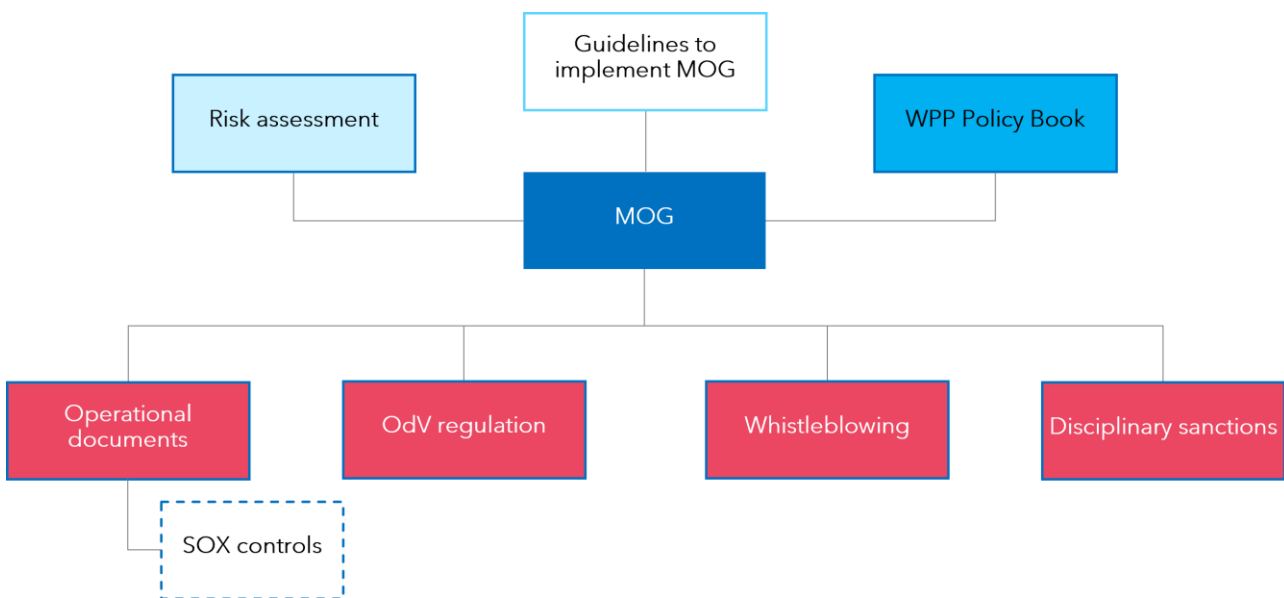 Guidelines to
implement MOG
Risk assessment
WPP Policy Book
MOG
Operational
documents
OdV regulation
Whistleblowing
Disciplinary sanctions
SOX controls